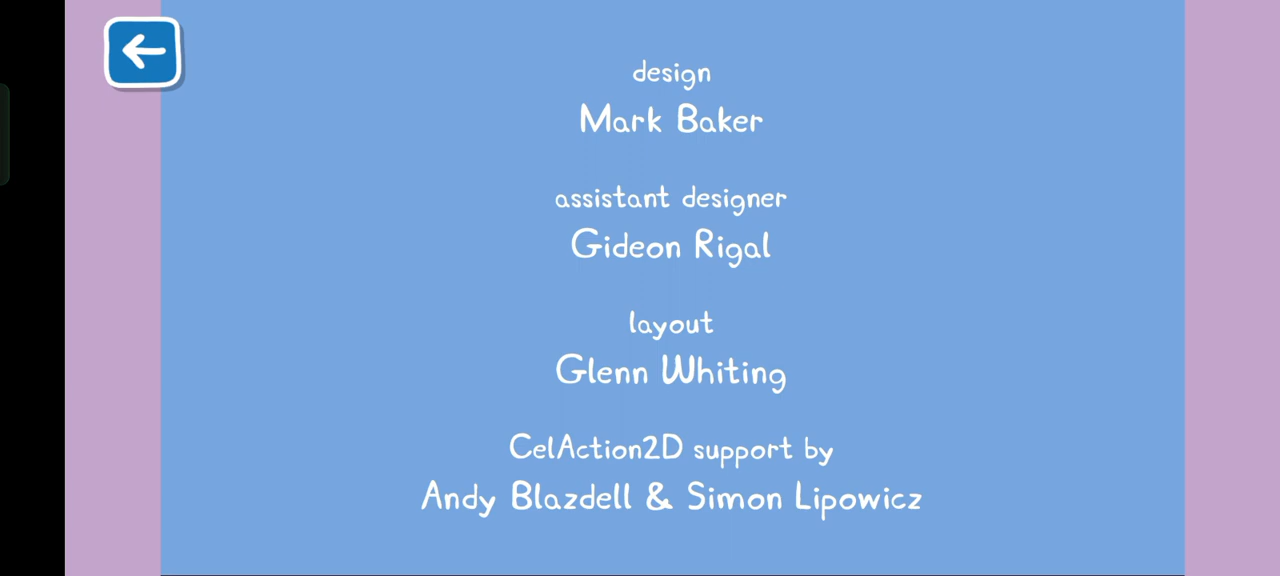 design
Mark Baker
assistant designer
Gideon Rigal
layout
Glenn Whiting
CelAction2D support by
Andy Blazdell & Simon Lipowicz